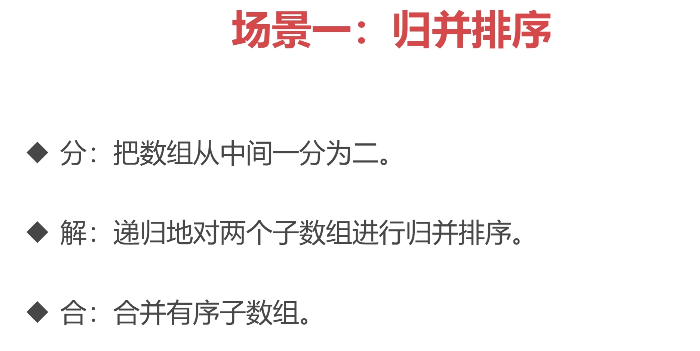 场景一：归并排序
◆ 分：把数组从中间一分为二。
◆ 解：递归地对两个子数组进行归并排序。
◆ 合：合并有序子数组。